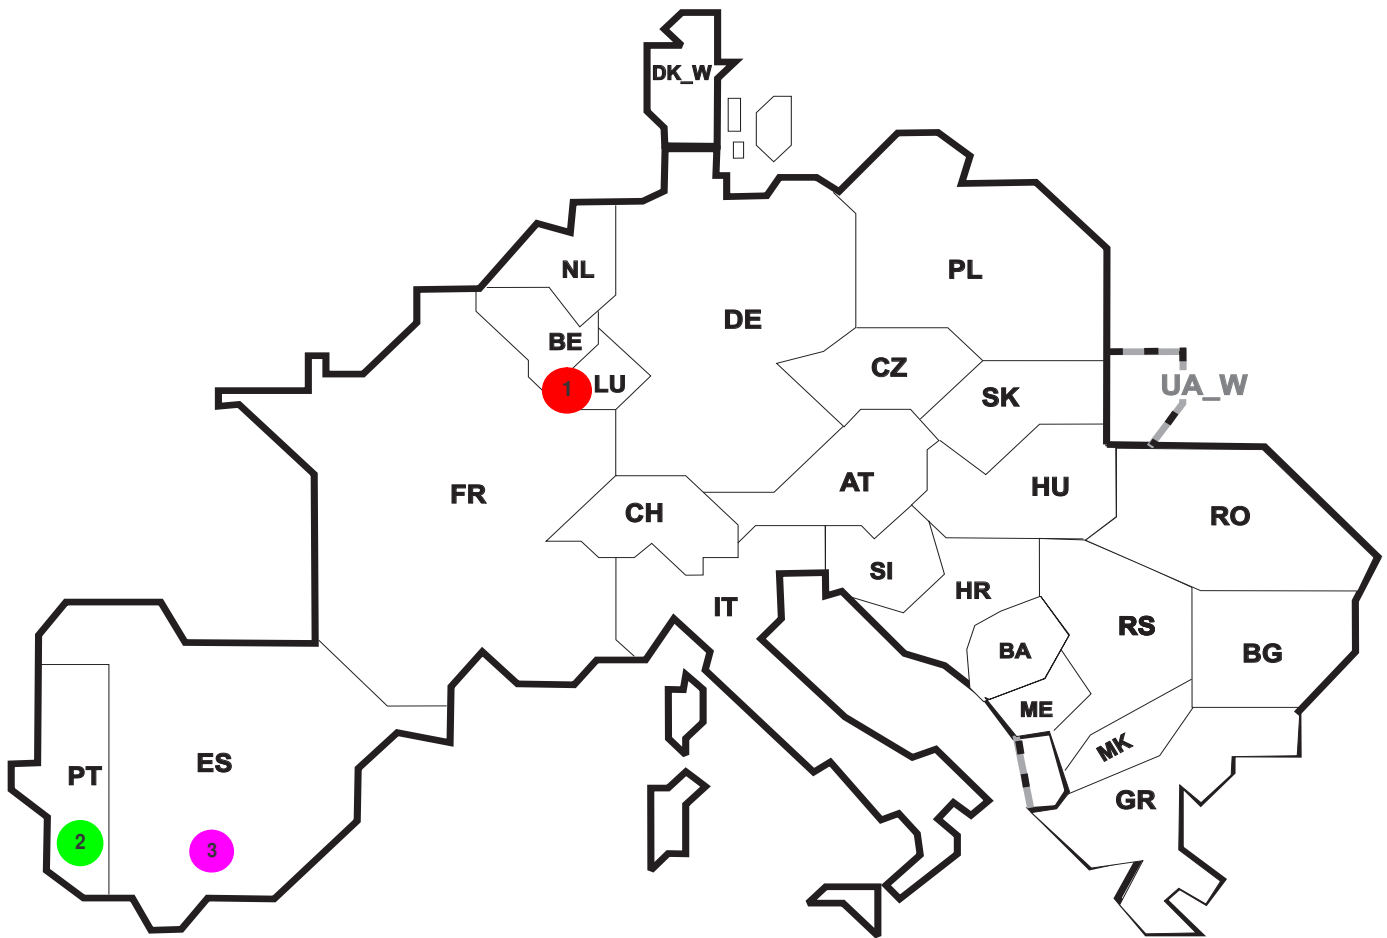 DK_W
NL
PL
DE
BE
CZ
1
LU
UA_W
SK
AT
HU
FR
CH
RO
SI
HR
IT
RS
BA
BG
ME
MK
ES
PT
GR
2
3